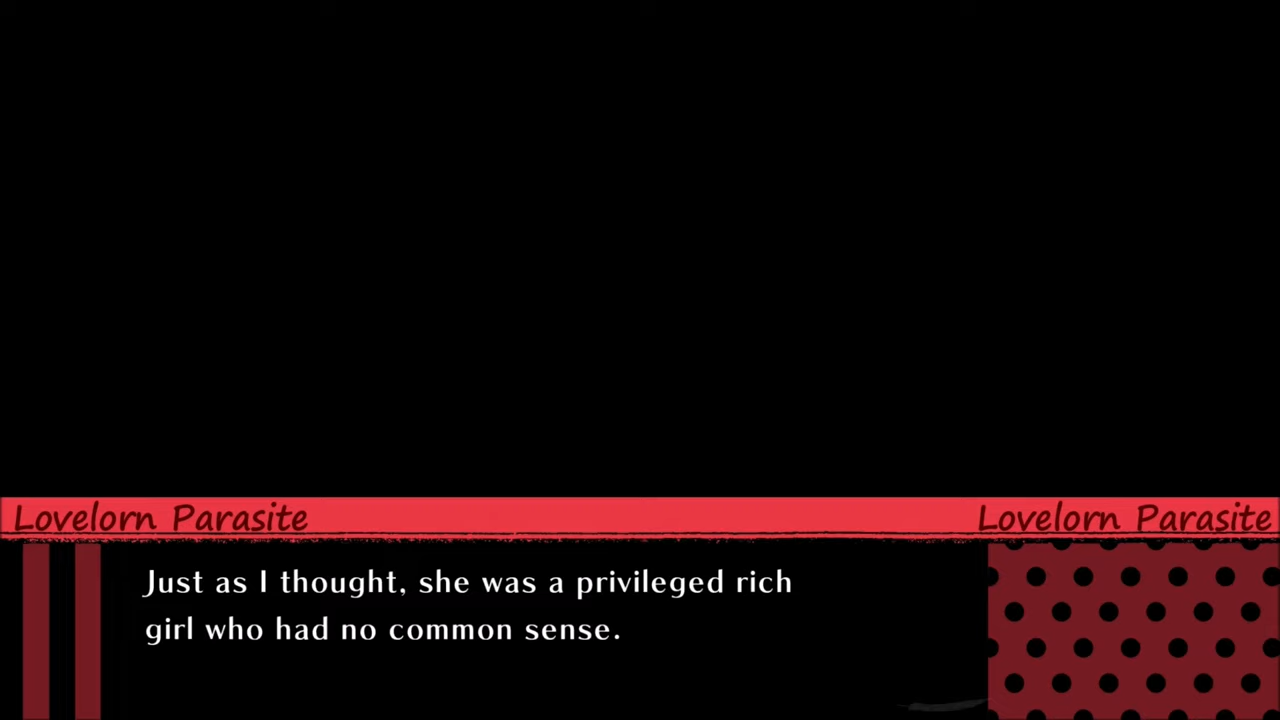 Lovelorn Parasite Lovelorn Parasite
Just as I thought, she was a privileged rich
girl who had no common sense.